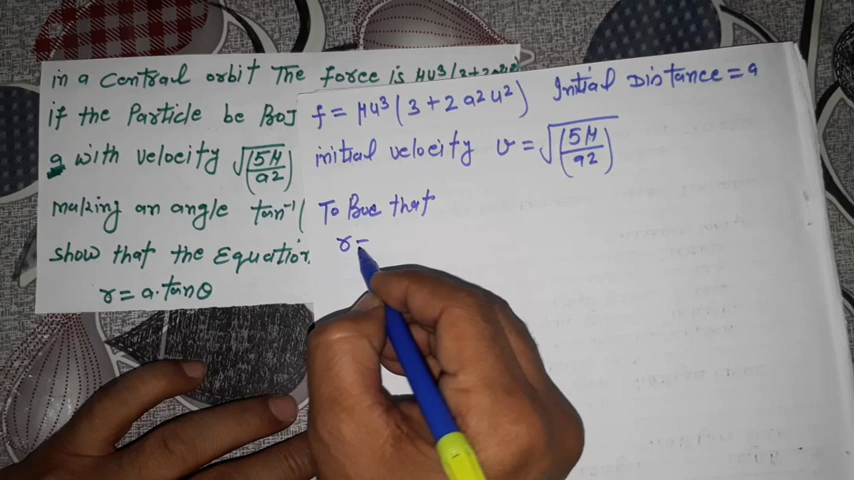 in a Central orbit The force is μu³(3+2a²u²
if the Particle be Proj
a with velocity √(5μ/a²)
making an angle tan⁻¹(
show that the Equation
r = a.tanθ
f = μu³(3+2a²u²) Initial Distance = a
initial velocity v = √(5μ/a²)
To Prove that
r =